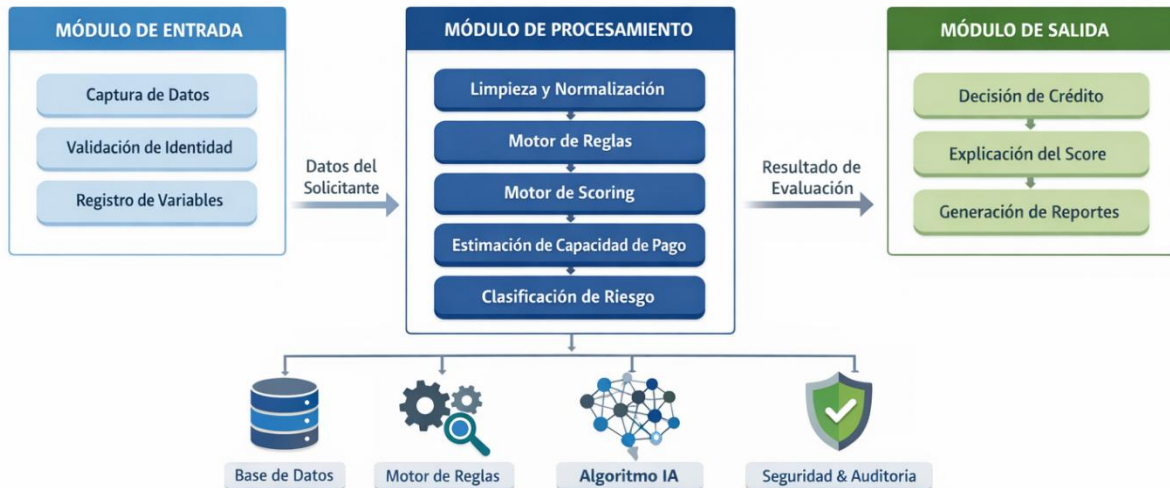 MÓDULO DE ENTRADA
Captura de Datos
Validación de Identidad
Registro de Variables
Datos del
Solicitante
MÓDULO DE PROCESAMIENTO
Limpieza y Normalización
Motor de Reglas
Motor de Scoring
Estimación de Capacidad de Pago
Clasificación de Riesgo
Resultado de
Evaluación
MÓDULO DE SALIDA
Decisión de Crédito
Explicación del Score
Generación de Reportes
Base de Datos
Motor de Reglas
Algoritmo IA
Seguridad & Auditoria